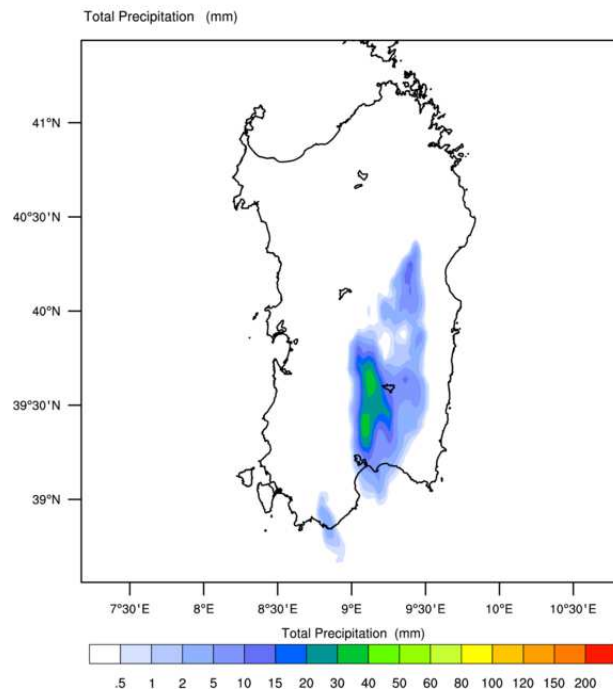 Total Precipitation (mm)
41°N
40°30'N
40°N
39°30'N
39°N
7°30'E 8°E 8°30'E 9°E 9°30'E 10°E 10°30'E
Total Precipitation (mm)
.5 1 2 5 10 15 20 30 40 50 60 80 100 120 150 200